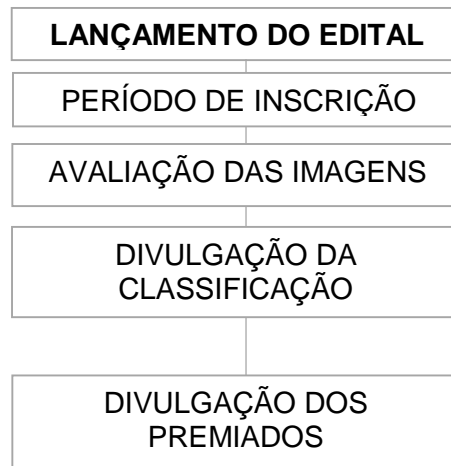 LANÇAMENTO DO EDITAL
PERÍODO DE INSCRIÇÃO
AVALIAÇÃO DAS IMAGENS
DIVULGAÇÃO DA
CLASSIFICAÇÃO
DIVULGAÇÃO DOS
PREMIADOS